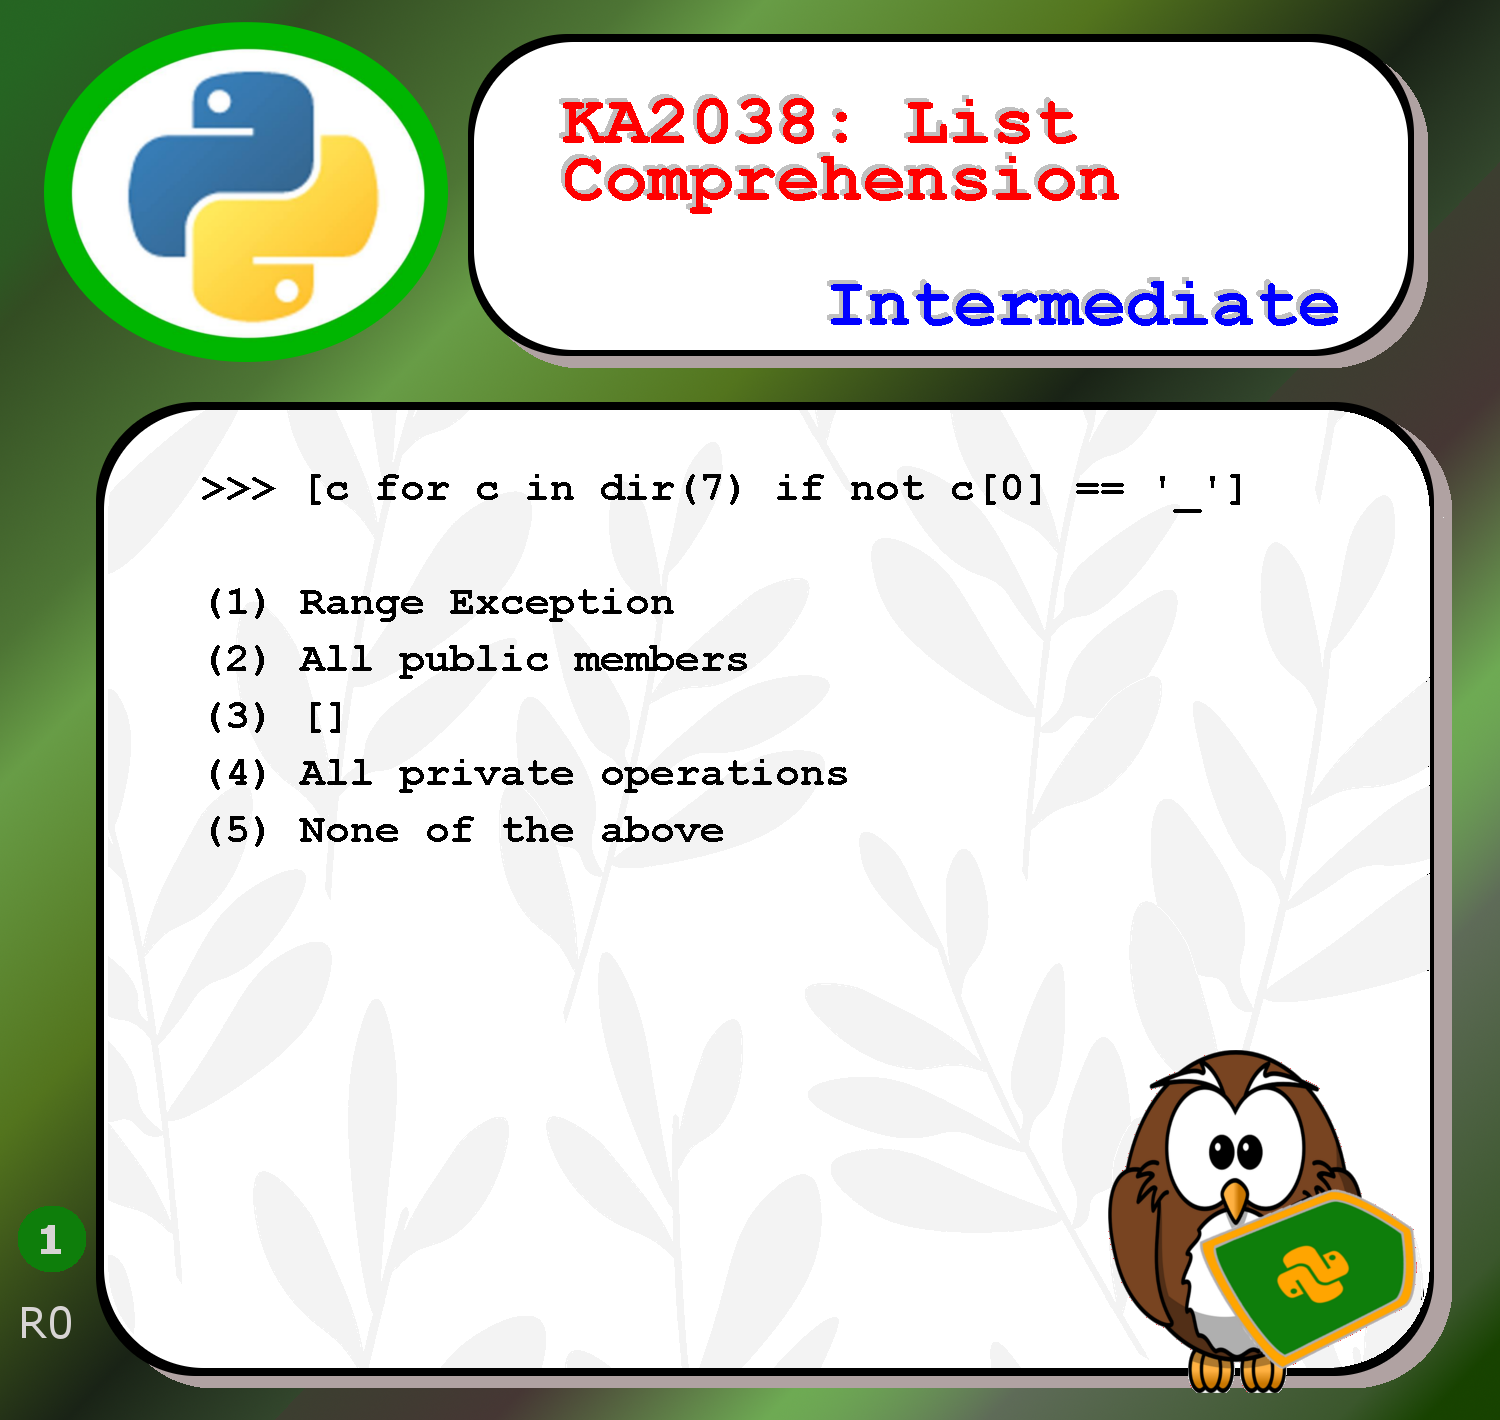 KA2038: List
Comprehension
Intermediate
>>> [c for c in dir(7) if not c[0] == '_']
(1) Range Exception
(2) All public members
(3) []
(4) All private operations
(5) None of the above
1
R0